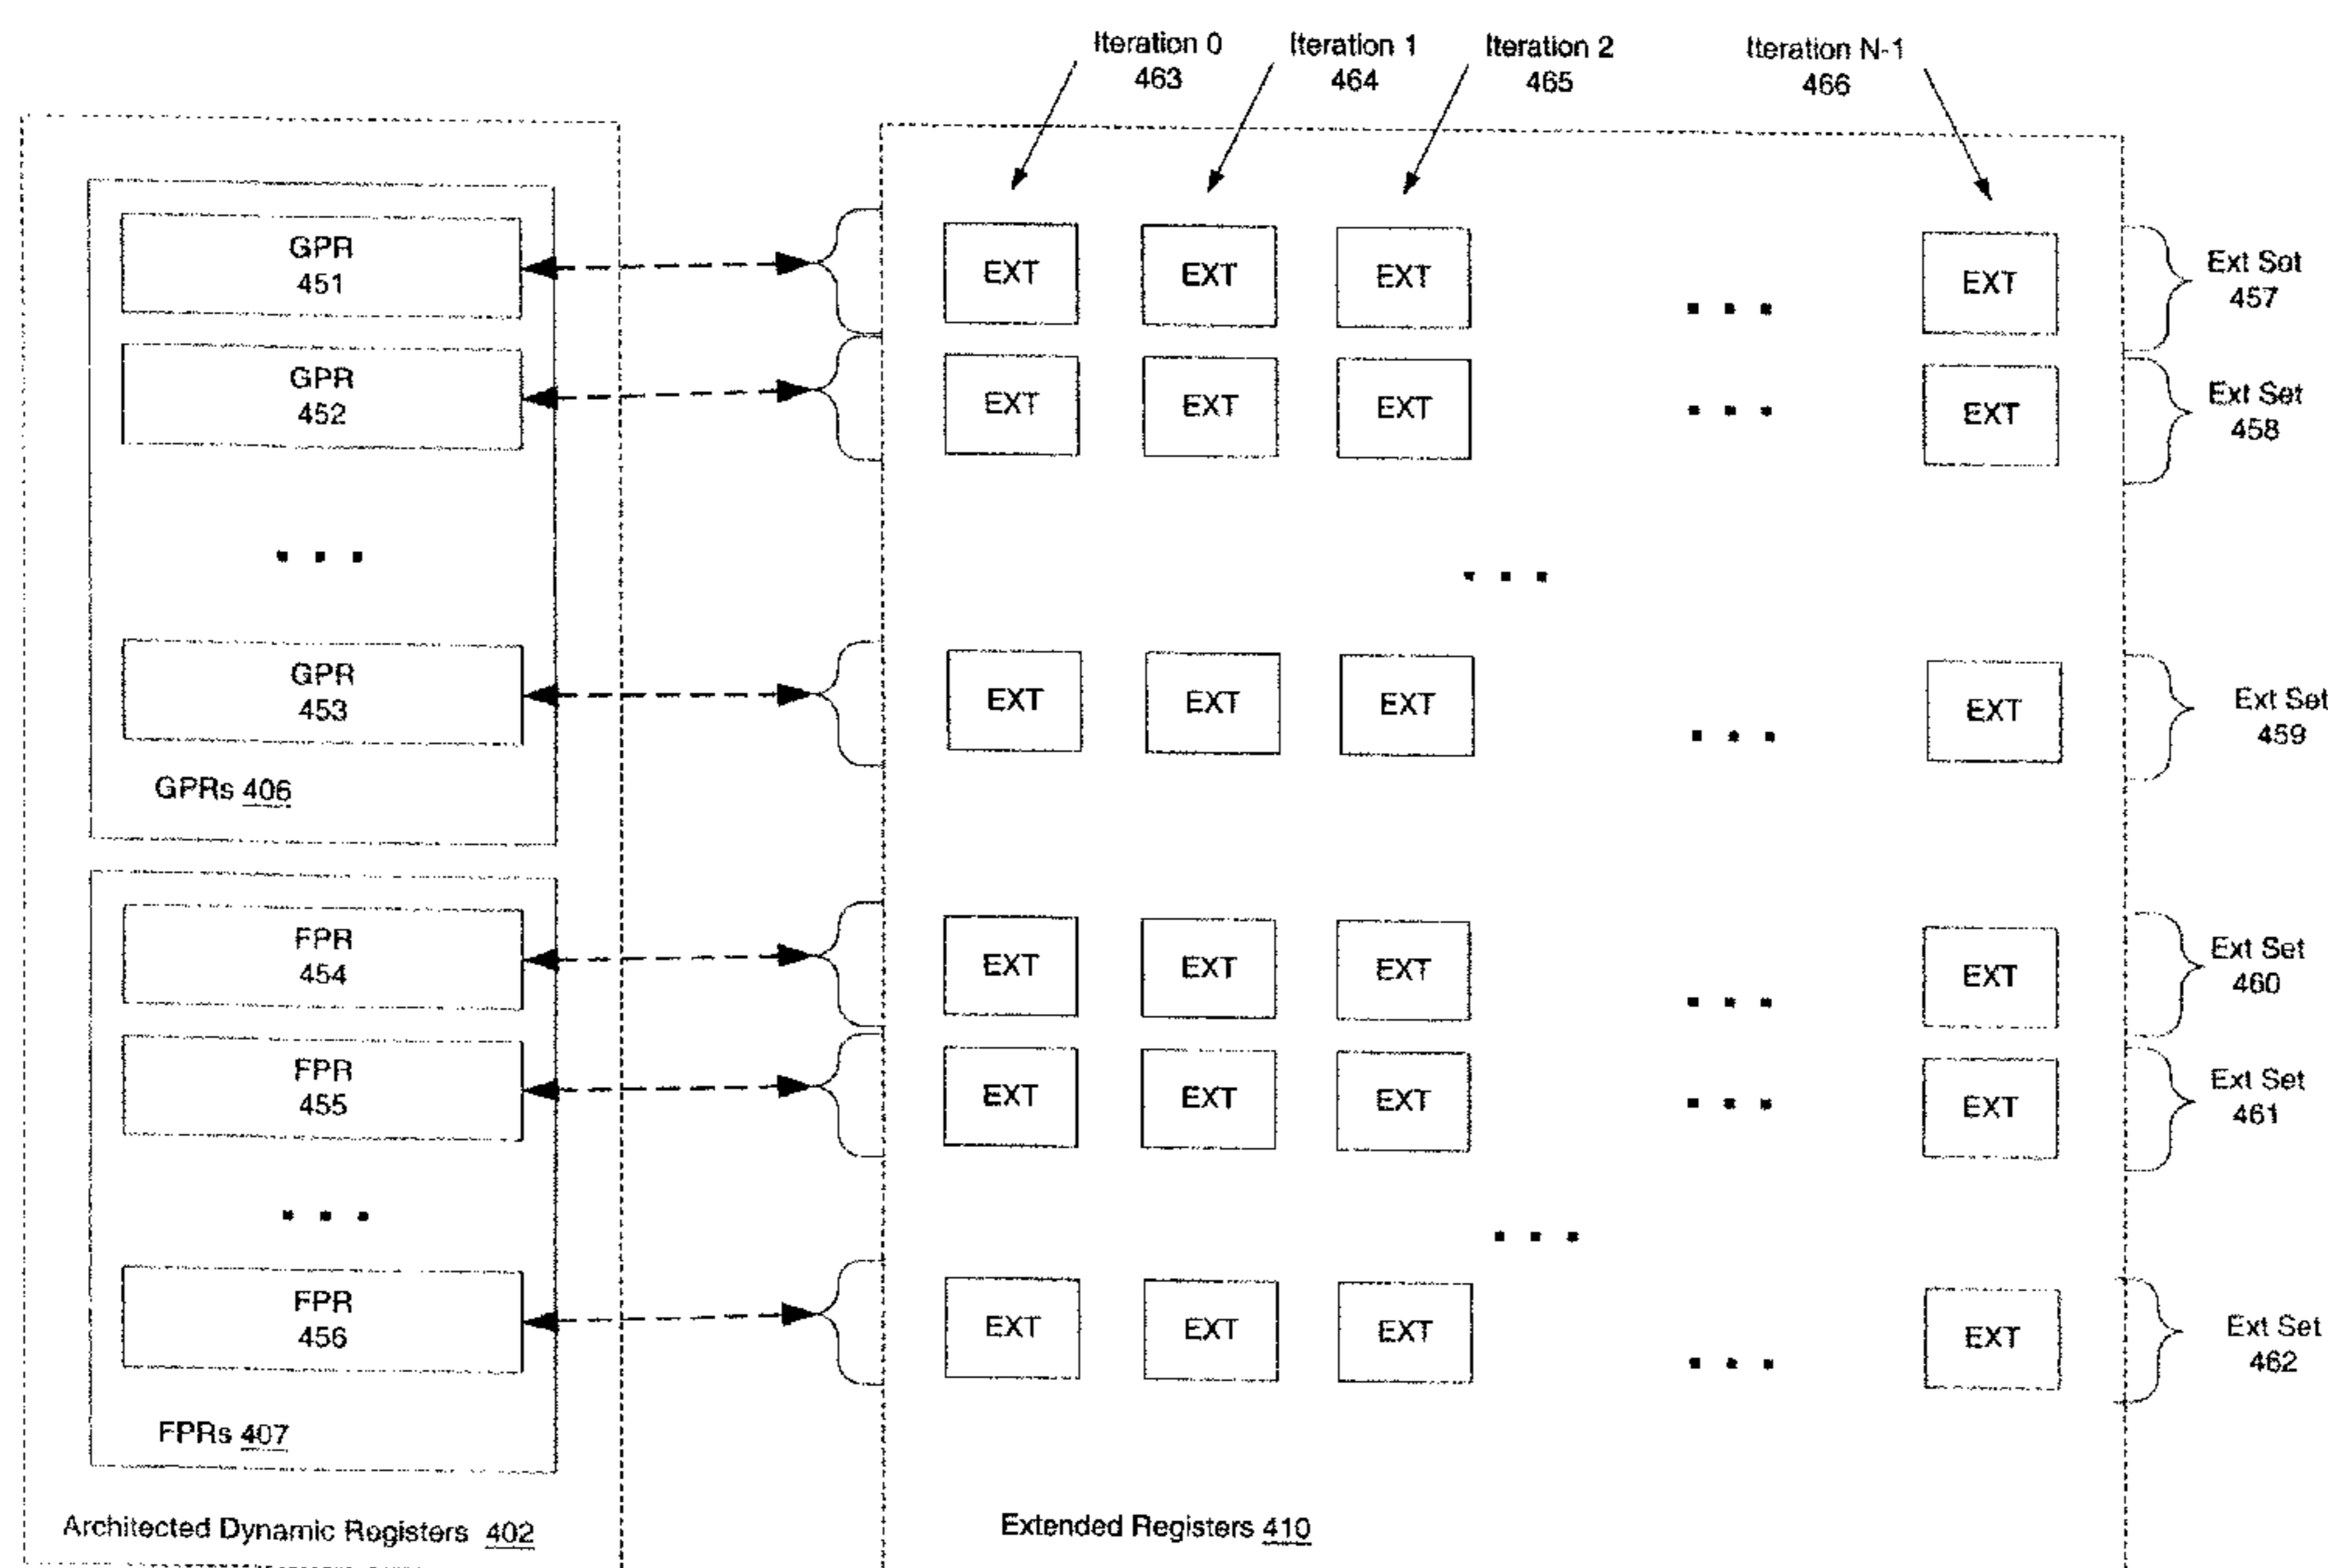 Iteration 0
463
Iteration 1
464
Iteration 2
465
Iteration N-1
466
GPR
451
EXT
EXT
EXT
EXT
Ext Set
457
GPR
452
EXT
EXT
EXT
EXT
Ext Set
458
GPR
453
EXT
EXT
EXT
EXT
Ext Set
459
GPRs 406
FPR
454
EXT
EXT
EXT
EXT
Ext Set
460
FPR
455
EXT
EXT
EXT
EXT
Ext Set
461
FPR
456
EXT
EXT
EXT
EXT
Ext Set
462
FPRs 407
Architected Dynamic Registers 402
Extended Registers 410